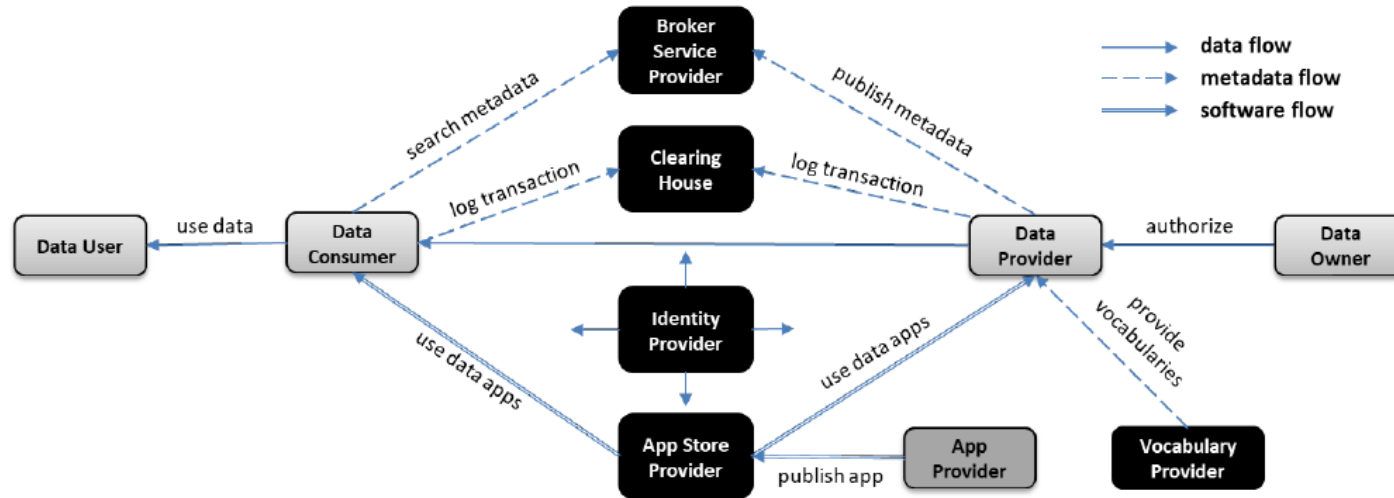 Broker
Service
Provider
data flow
metadata flow
software flow
search metadata
publish metadata
Clearing
House
log transaction
log transaction
Data User
use data
Data
Consumer
Data
Provider
authorize
Data
Owner
Identity
Provider
use data apps
use data apps
provide
vocabularies
App Store
Provider
publish app
App
Provider
Vocabulary
Provider